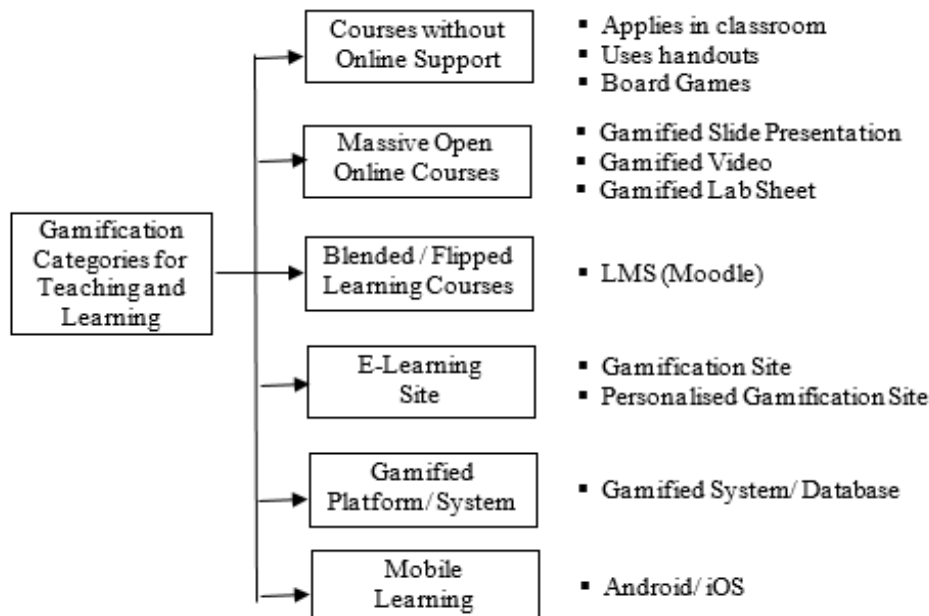 Gamification
Categories for
Teaching and
Learning
Courses without
Online Support
▪ Applies in classroom
▪ Uses handouts
▪ Board Games
Massive Open
Online Courses
▪ Gamified Slide Presentation
▪ Gamified Video
▪ Gamified Lab Sheet
Blended / Flipped
Learning Courses
▪ LMS (Moodle)
E-Learning
Site
▪ Gamification Site
▪ Personalised Gamification Site
Gamified
Platform/ System
▪ Gamified System/ Database
Mobile
Learning
▪ Android/ iOS